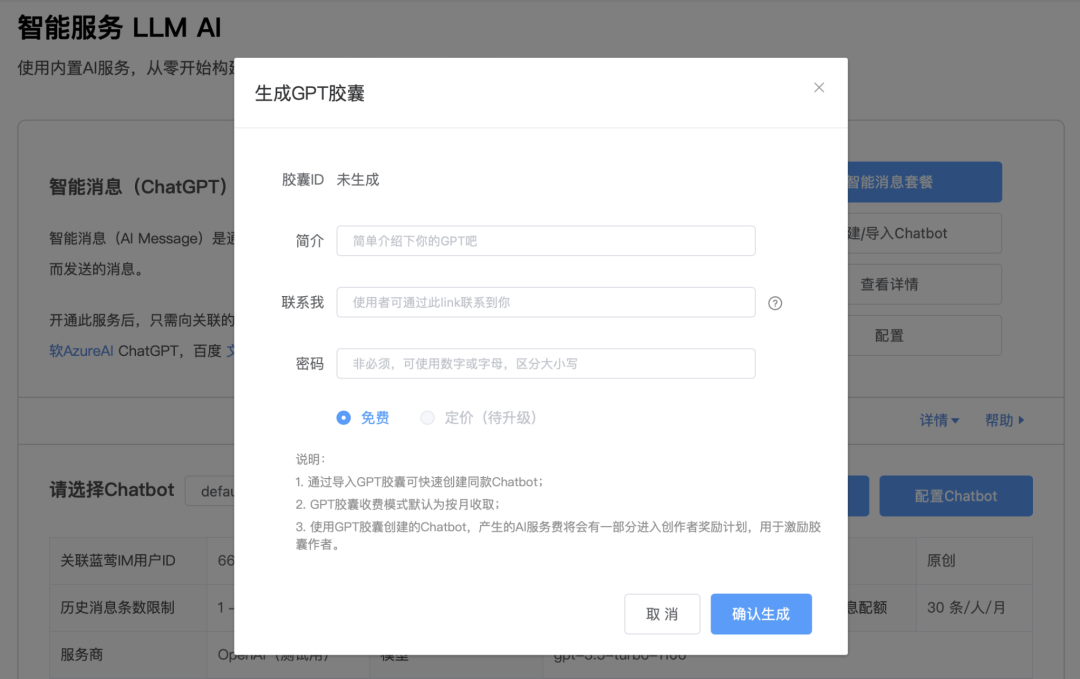 智能服务 LLM AI
使用内置AI服务，从零开始构
生成GPT胶囊
胶囊ID 未生成
智能消息（ChatGPT）
智能消息套餐
简介 简单介绍下你的GPT吧
智能消息（AI Message）是
建/导入Chatbot
而发送的消息。
查看详情
联系我 使用者可通过此link联系到你
开通此服务后，只需向关联的
配置
软AzureAI ChatGPT，百度
密码 非必须，可使用数字或字母，区分大小写
免费 定价（待升级）
详情 帮助
说明：
1. 通过导入GPT胶囊可快速创建同款Chatbot；
2. GPT胶囊收费模式默认为按月收取；
3. 使用GPT胶囊创建的Chatbot，产生的AI服务费将会有一部分进入创作者奖励计划，用于激励胶
囊作者。
请选择Chatbot defau
配置Chatbot
关联蓝莺IM用户ID 66
原创
历史消息条数限制 1 -
息配额 30 条/人/月
取 消 确认生成
服务商 OpenAI（测试用） 模型 gpt-3.5-turbo-1106